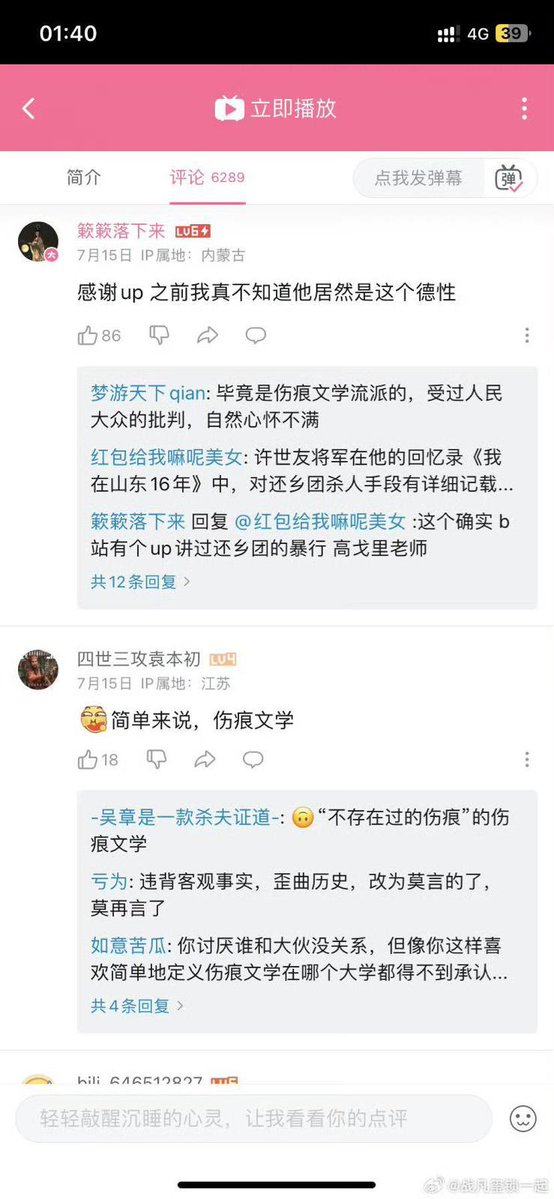 01:40
4G 39
立即播放
简介
评论 6289
点我发弹幕
弹
簌簌落下来 LV6
大
7月15日 IP属地：内蒙古
感谢up 之前我真不知道他居然是这个德性
86
梦游天下qian: 毕竟是伤痕文学流派的，受过人民
大众的批判，自然心怀不满
红包给我嘛呢美女: 许世友将军在他的回忆录《我
在山东16年》中，对还乡团杀人手段有详细记载...
簌簌落下来 回复 @红包给我嘛呢美女 :这个确实 b
站有个up讲过还乡团的暴行 高戈里老师
共12条回复 >
四世三攻袁本初 LV4
7月15日 IP属地：江苏
简单来说，伤痕文学
18
-吴章是一款杀夫证道-: 🙃“不存在过的伤痕”的伤
痕文学
亏为: 违背客观事实，歪曲历史，改为莫言的了，
莫再言了
如意苦瓜: 你讨厌谁和大伙没关系，但像你这样喜
欢简单地定义伤痕文学在哪个大学都得不到承认...
共4条回复 >
bili_646512827 LV5
轻轻敲醒沉睡的心灵，让我看看你的点评